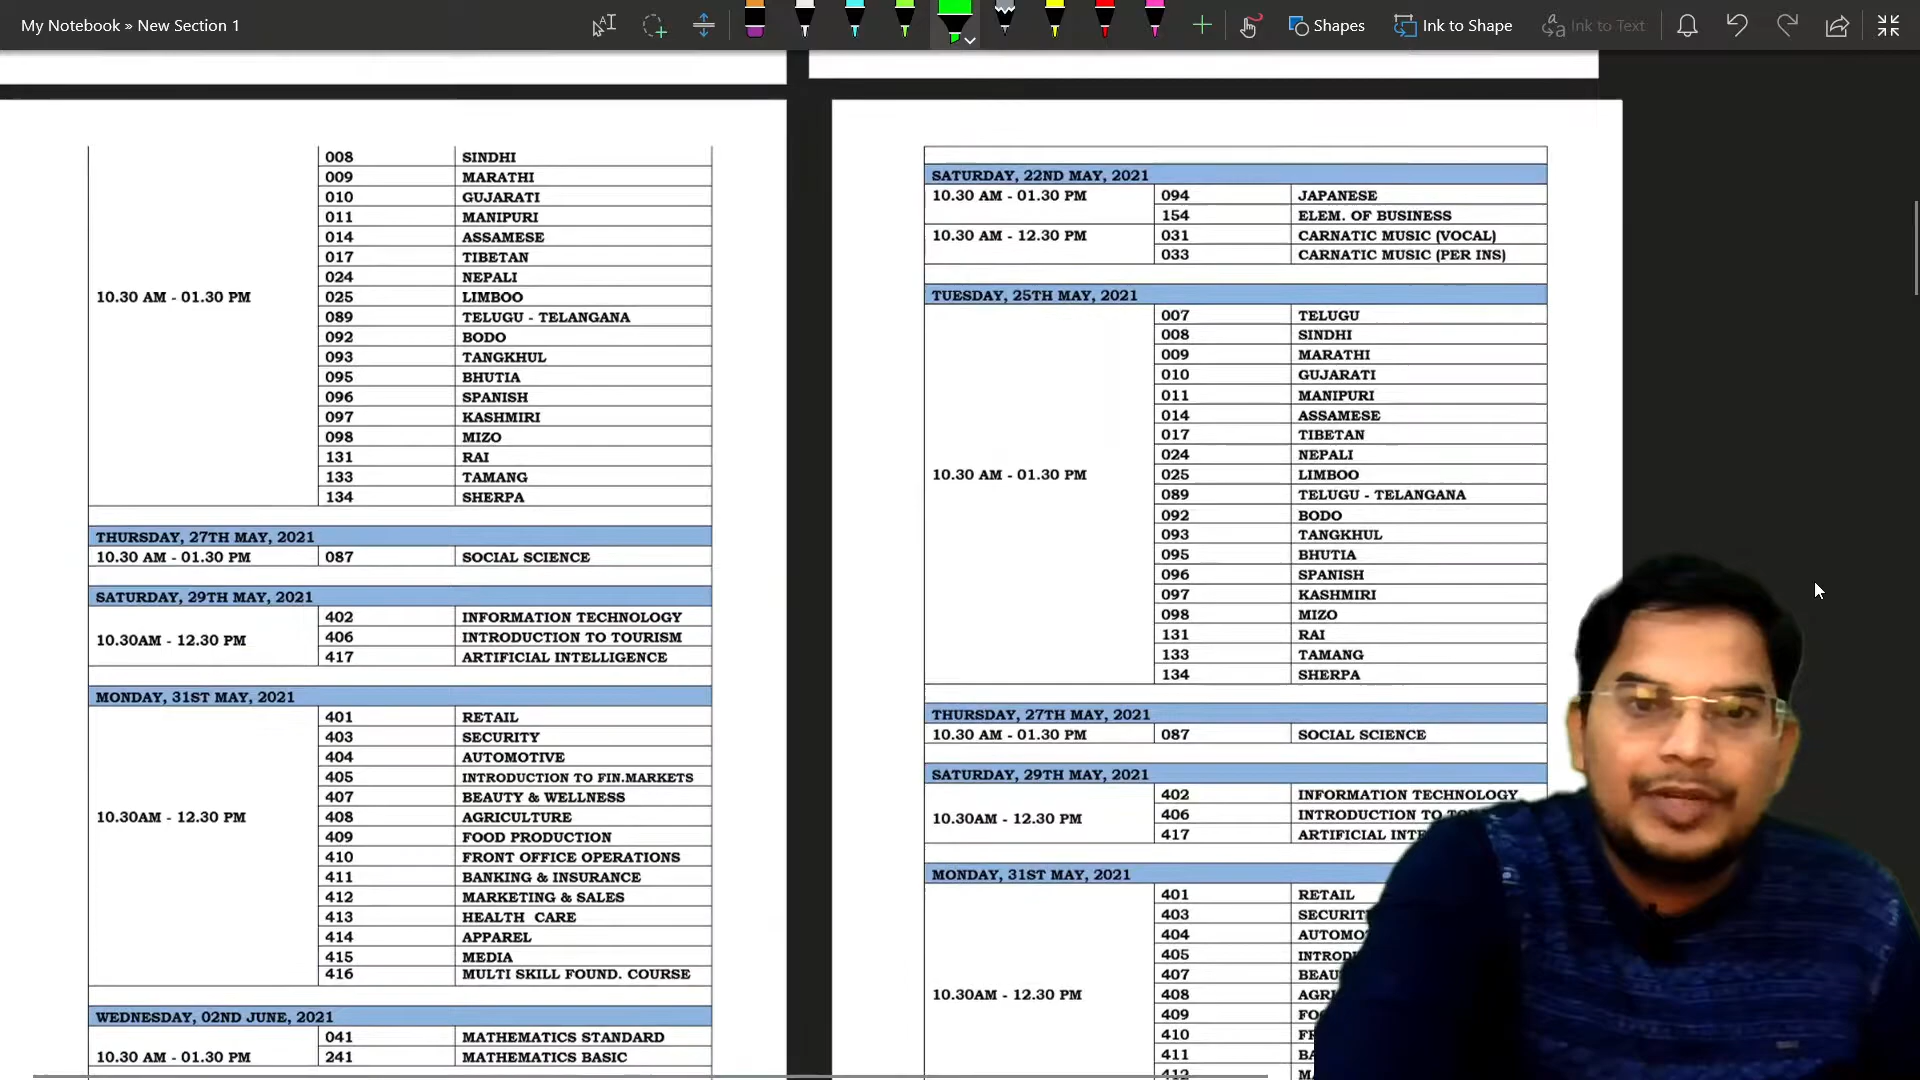 My Notebook » New Section 1
Shapes
Ink to Shape
Ink to Text
008 SINDHI
009 MARATHI
010 GUJARATI
011 MANIPURI
014 ASSAMESE
017 TIBETAN
024 NEPALI
10.30 AM - 01.30 PM 025 LIMBOO
089 TELUGU - TELANGANA
092 BODO
093 TANGKHUL
095 BHUTIA
096 SPANISH
097 KASHMIRI
098 MIZO
131 RAI
133 TAMANG
134 SHERPA
THURSDAY, 27TH MAY, 2021
10.30 AM - 01.30 PM 087 SOCIAL SCIENCE
SATURDAY, 29TH MAY, 2021
402 INFORMATION TECHNOLOGY
10.30AM - 12.30 PM 406 INTRODUCTION TO TOURISM
417 ARTIFICIAL INTELLIGENCE
MONDAY, 31ST MAY, 2021
401 RETAIL
403 SECURITY
404 AUTOMOTIVE
405 INTRODUCTION TO FIN.MARKETS
407 BEAUTY & WELLNESS
10.30AM - 12.30 PM 408 AGRICULTURE
409 FOOD PRODUCTION
410 FRONT OFFICE OPERATIONS
411 BANKING & INSURANCE
412 MARKETING & SALES
413 HEALTH CARE
414 APPAREL
415 MEDIA
416 MULTI SKILL FOUND. COURSE
WEDNESDAY, 02ND JUNE, 2021
041 MATHEMATICS STANDARD
10.30 AM - 01.30 PM 241 MATHEMATICS BASIC
SATURDAY, 22ND MAY, 2021
10.30 AM - 01.30 PM 094 JAPANESE
154 ELEM. OF BUSINESS
10.30 AM - 12.30 PM 031 CARNATIC MUSIC (VOCAL)
033 CARNATIC MUSIC (PER INS)
TUESDAY, 25TH MAY, 2021
007 TELUGU
008 SINDHI
009 MARATHI
010 GUJARATI
011 MANIPURI
014 ASSAMESE
017 TIBETAN
024 NEPALI
10.30 AM - 01.30 PM 025 LIMBOO
089 TELUGU - TELANGANA
092 BODO
093 TANGKHUL
095 BHUTIA
096 SPANISH
097 KASHMIRI
098 MIZO
131 RAI
133 TAMANG
134 SHERPA
THURSDAY, 27TH MAY, 2021
10.30 AM - 01.30 PM 087 SOCIAL SCIENCE
SATURDAY, 29TH MAY, 2021
402 INFORMATION TECHNOLOGY
10.30AM - 12.30 PM 406 INTRODUCTION TO
417 ARTIFICIAL
MONDAY, 31ST MAY, 2021
401 RETAIL
403
404
405
407
10.30AM - 12.30 PM 408
409
410
411
412